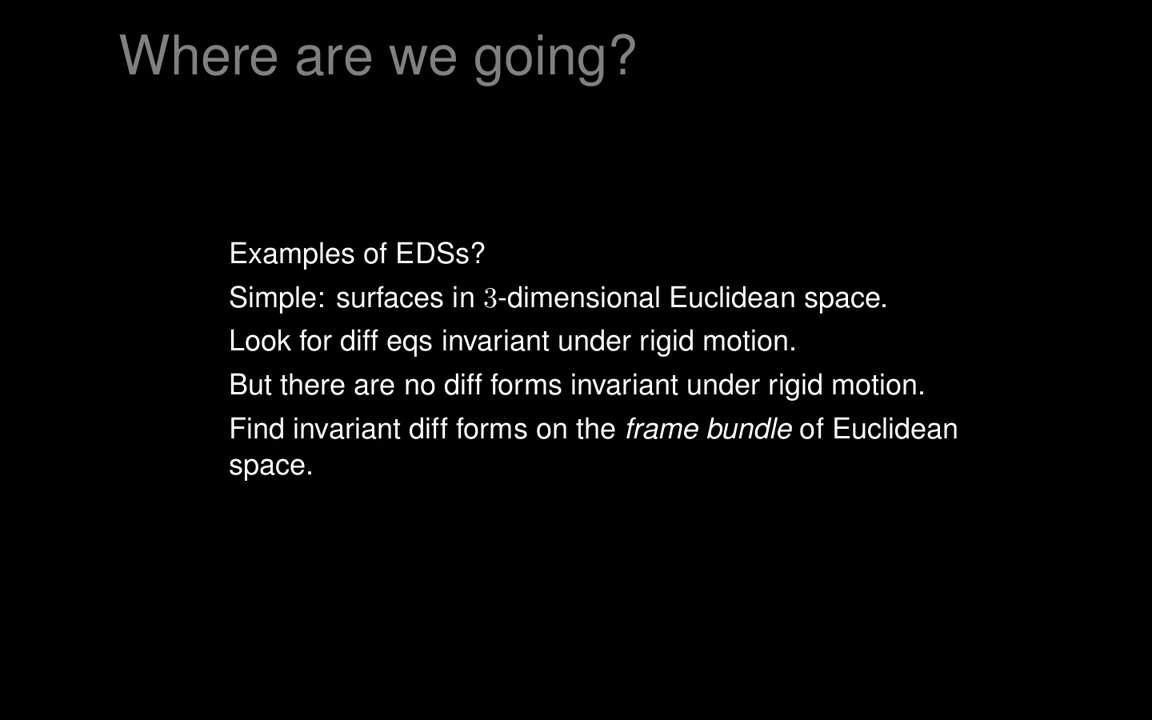 Where are we going?
Examples of EDSs?
Simple: surfaces in 3-dimensional Euclidean space.
Look for diff eqs invariant under rigid motion.
But there are no diff forms invariant under rigid motion.
Find invariant diff forms on the frame bundle of Euclidean
space.